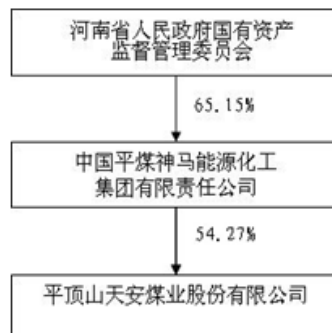 河南省人民政府国有资产
监督管理委员会
65.15%
中国平煤神马能源化工
集团有限责任公司
54.27%
平顶山天安煤业股份有限公司